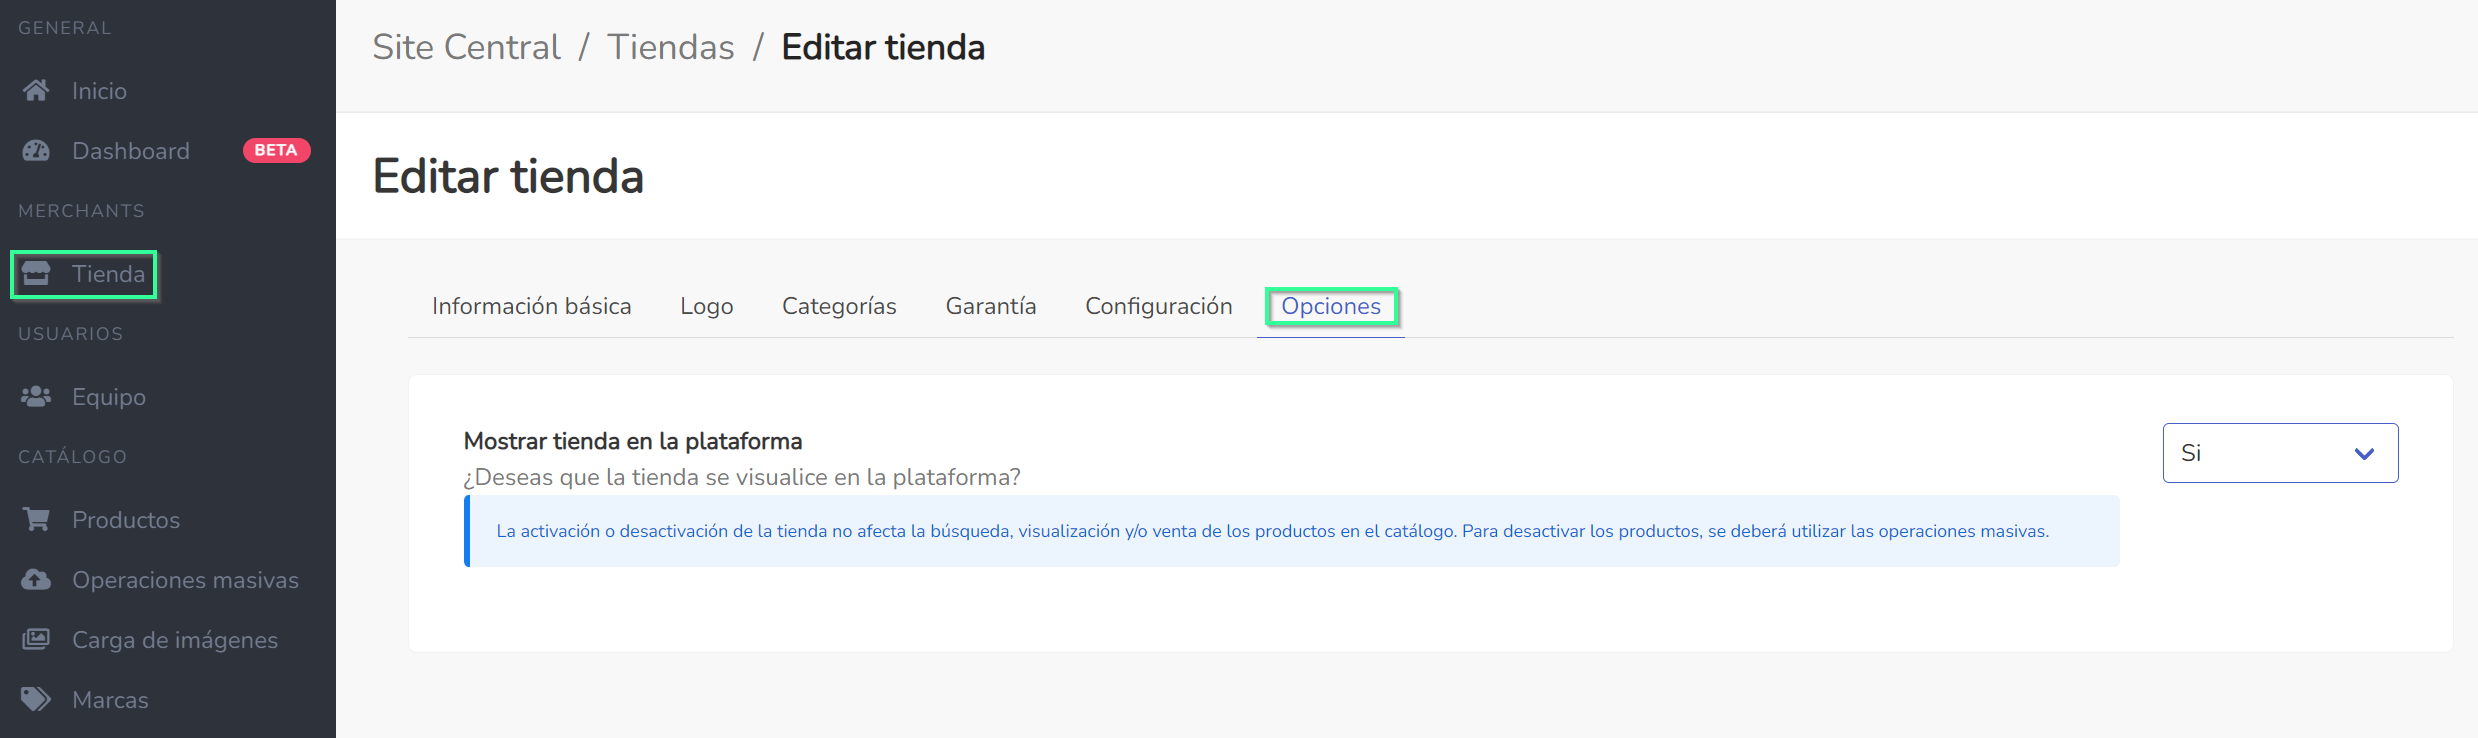 GENERAL
Inicio
Dashboard BETA
MERCHANTS
Tienda
USUARIOS
Equipo
CATÁLOGO
Productos
Operaciones masivas
Carga de imágenes
Marcas
Site Central / Tiendas / Editar tienda
Editar tienda
Información básica Logo Categorías Garantía Configuración Opciones
Mostrar tienda en la plataforma
¿Deseas que la tienda se visualice en la plataforma?
Si
La activación o desactivación de la tienda no afecta la búsqueda, visualización y/o venta de los productos en el catálogo. Para desactivar los productos, se deberá utilizar las operaciones masivas.